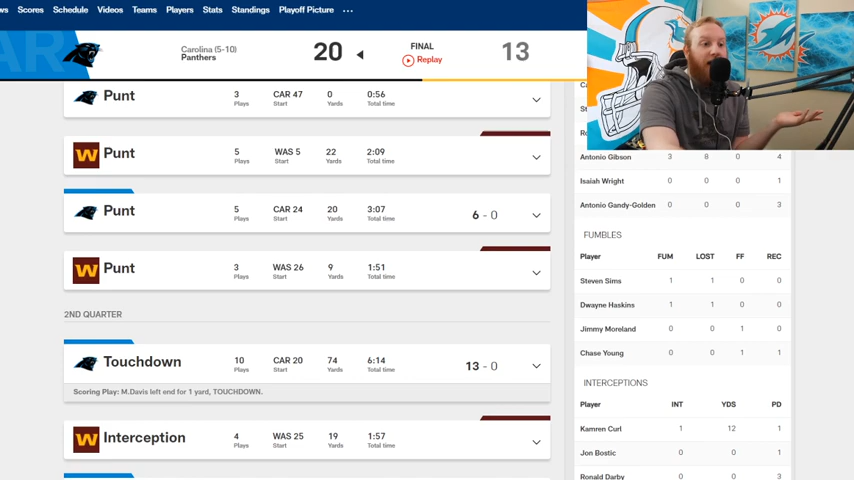 ws Scores Schedule Videos Teams Players Stats Standings Playoff Picture ...
AR
Carolina (5-10)
Panthers
20
FINAL
Replay
13
Punt 3 CAR 47 0 0:56
Plays Start Yards Total time
Punt 5 WAS 5 22 2:09
Plays Start Yards Total time
Punt 5 CAR 24 20 3:07 6 - 0
Plays Start Yards Total time
Punt 3 WAS 26 9 1:51
Plays Start Yards Total time
2ND QUARTER
Touchdown 10 CAR 20 74 6:14 13 - 0
Plays Start Yards Total time
Scoring Play: M.Davis left end for 1 yard, TOUCHDOWN.
Interception 4 WAS 25 19 1:57
Plays Start Yards Total time
Antonio Gibson 3 8 0 4
Isaiah Wright 0 0 0 1
Antonio Gandy-Golden 0 0 0 3
FUMBLES
Player FUM LOST FF REC
Steven Sims 1 1 0 0
Dwayne Haskins 1 1 0 0
Jimmy Moreland 0 0 1 0
Chase Young 0 0 1 1
INTERCEPTIONS
Player INT YDS PD
Kamren Curl 1 12 1
Jon Bostic 0 0 1
Ronald Darby 0 0 3